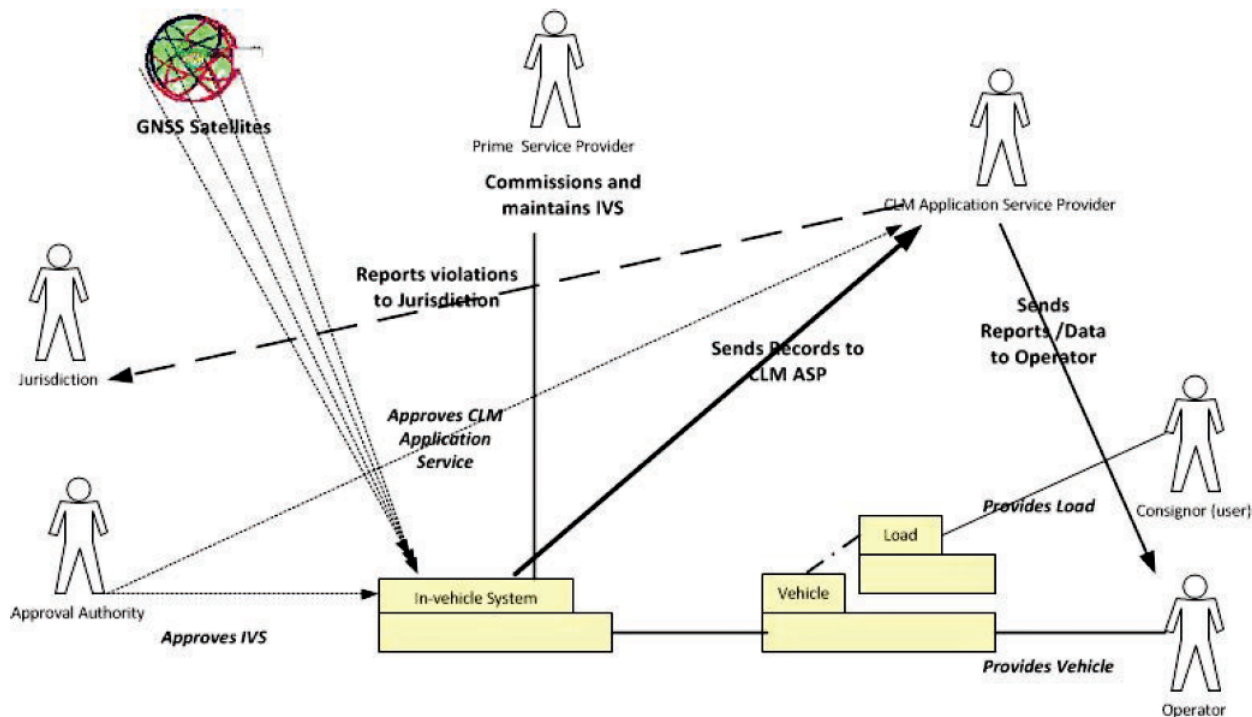 GNSS Satellites
Prime Service Provider
Commissions and
maintains IVS
CLM Application Service Provider
Reports violations
to Jurisdiction
Jurisdiction
Sends
Reports /Data
to Operator
Sends Records to
CLM ASP
Approves CLM
Application
Service
Provides Load
Consignor (user)
Load
Vehicle
In-vehicle System
Approval Authority
Approves IVS
Provides Vehicle
Operator